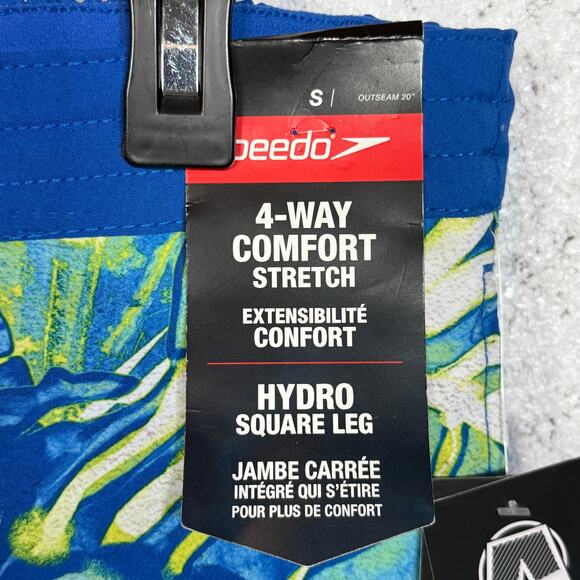 S | OUTSEAM 20"
peedo
4-WAY
COMFORT
STRETCH
EXTENSIBILITÉ
CONFORT
HYDRO
SQUARE LEG
JAMBE CARRÉE
INTÉGRÉ QUI S'ÉTIRE
POUR PLUS DE CONFORT